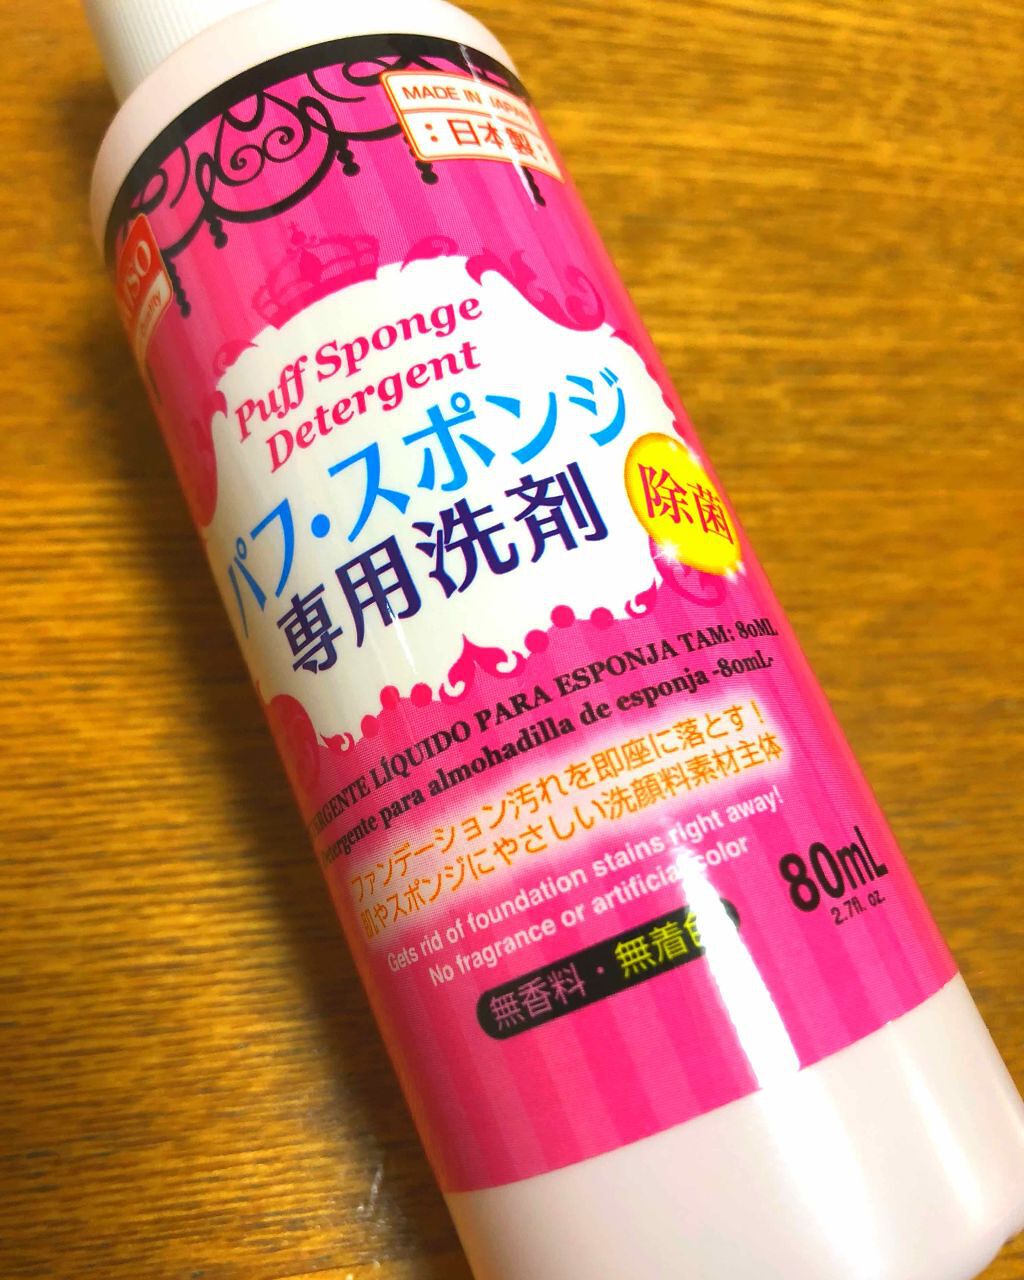 MADE IN JAPAN
日本製
Quality
Puff Sponge
Detergent
パフ・スポンジ
専用洗剤
除菌
LÍQUIDO PARA ESPONJA TAM: 80ML
Detergente para almohadilla de esponja -80mL-
ファンデーション汚れを即座に落とす!
肌やスポンジにやさしい洗顔料素材主体
Gets rid of foundation stains right away!
No fragrance or artificial color
無香料・無着色
80mL
2.7fl. oz.